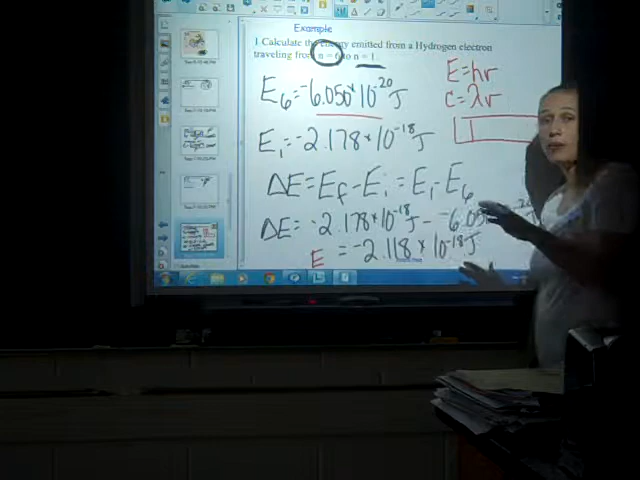 Example
1 Calculate the energy emitted from a Hydrogen electron
traveling from n = 6 to n = 1
E₆ = -6.050 × 10⁻²⁰ J
E₁ = -2.178 × 10⁻¹⁸ J
ΔE = Ef - Ei = E₁ - E₆
ΔE = -2.178 × 10⁻¹⁸ J - -6.05
E = -2.118 × 10⁻¹⁸ J
E = hν
c = λν